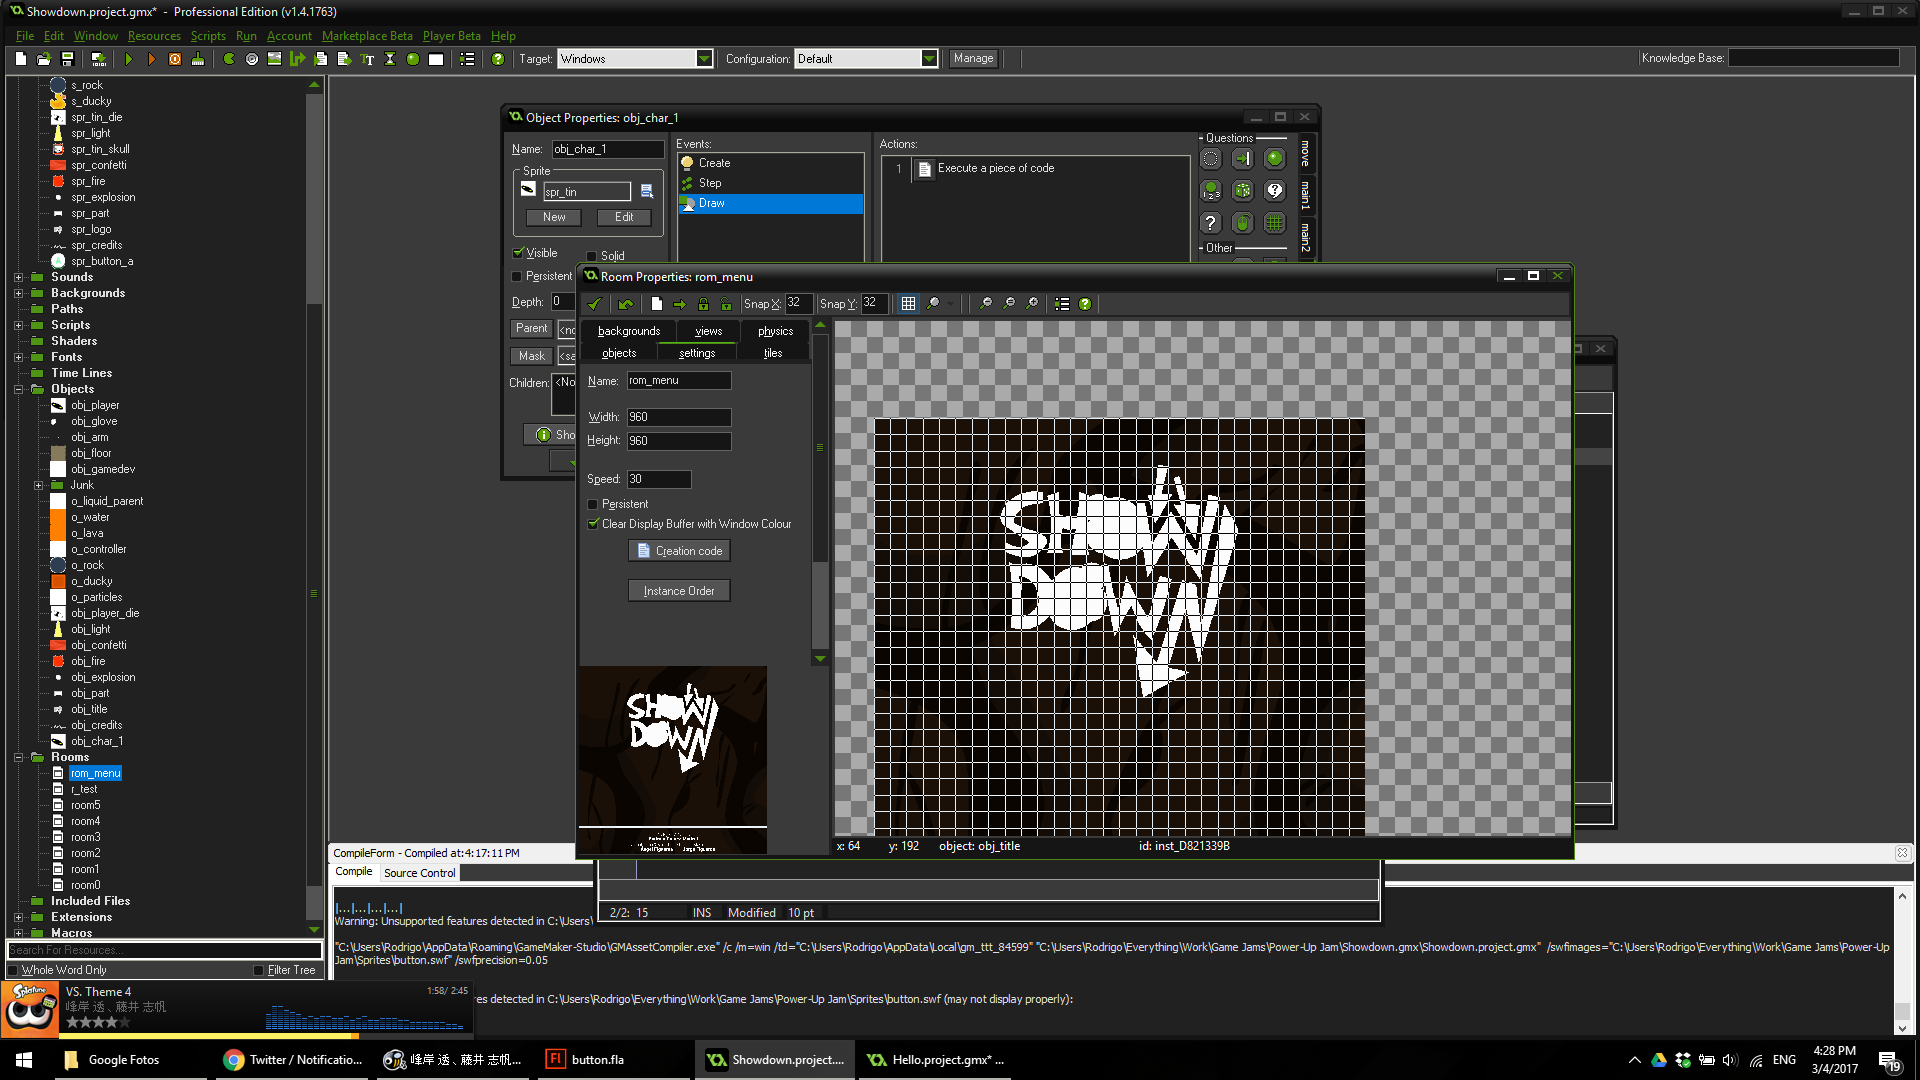 Showdown.project.gmx* - Professional Edition (v1.4.1763)
File Edit Window Resources Scripts Run Account Marketplace Beta Player Beta Help
Target: Windows Configuration: Default Manage Knowledge Base:
s_rock
s_ducky
spr_tin_die
spr_light
spr_tin_skull
spr_confetti
spr_fire
spr_explosion
spr_part
spr_logo
spr_credits
spr_button_a
Sounds
Backgrounds
Paths
Scripts
Shaders
Fonts
Time Lines
Objects
obj_player
obj_glove
obj_arm
obj_floor
obj_gamedev
Junk
o_liquid_parent
o_water
o_lava
o_controller
o_rock
o_ducky
o_particles
obj_player_die
obj_light
obj_confetti
obj_fire
obj_explosion
obj_part
obj_title
obj_credits
obj_char_1
Rooms
rom_menu
r_test
room5
room4
room3
room2
room1
room0
Included Files
Extensions
Macros
Search For Resources...
Whole Word Only Filter Tree
Object Properties: obj_char_1
Name: obj_char_1
Sprite
spr_tin
New Edit
Visible Solid
Persistent
Depth: 0
Parent <no
Mask <sa
Children: <No
Sho
Events:
Create
Step
Draw
Actions:
1 Execute a piece of code
Questions
Other
move
main1
main2
Room Properties: rom_menu
Snap X: 32 Snap Y: 32
backgrounds views physics
objects settings tiles
Name: rom_menu
Width: 960
Height: 960
Speed: 30
Persistent
Clear Display Buffer with Window Colour
Creation code
Instance Order
SHOW
DOWN
SHOW
DOWN
x: 64 y: 192 object: obj_title id: inst_D821339B
2/2: 15 INS Modified 10 pt
CompileForm - Compiled at:4:17:11 PM
Compile Source Control
|...|...|...|...|
Warning: Unsupported features detected in C:\Users\
"C:\Users\Rodrigo\AppData\Roaming\GameMaker-Studio\GMAssetCompiler.exe" /c /m=win /td="C:\Users\Rodrigo\AppData\Local\gm_ttt_84599" "C:\Users\Rodrigo\Everything\Work\Game Jams\Power-Up Jam\Showdown.gmx\Showdown.project.gmx" /swfimages="C:\Users\Rodrigo\Everything\Work\Game Jams\Power-Up
Jam\Sprites\button.swf" /swfprecision=0.05
res detected in C:\Users\Rodrigo\Everything\Work\Game Jams\Power-Up Jam\Sprites\button.swf (may not display properly):
VS. Theme 4 1:58/ 2:45
峰岸 透、藤井 志帆
Google Fotos
Twitter / Notificatio...
峰岸 透、藤井 志帆...
Fl button.fla
Showdown.project....
Hello.project.gmx* ...
ENG
4:28 PM
3/4/2017
19